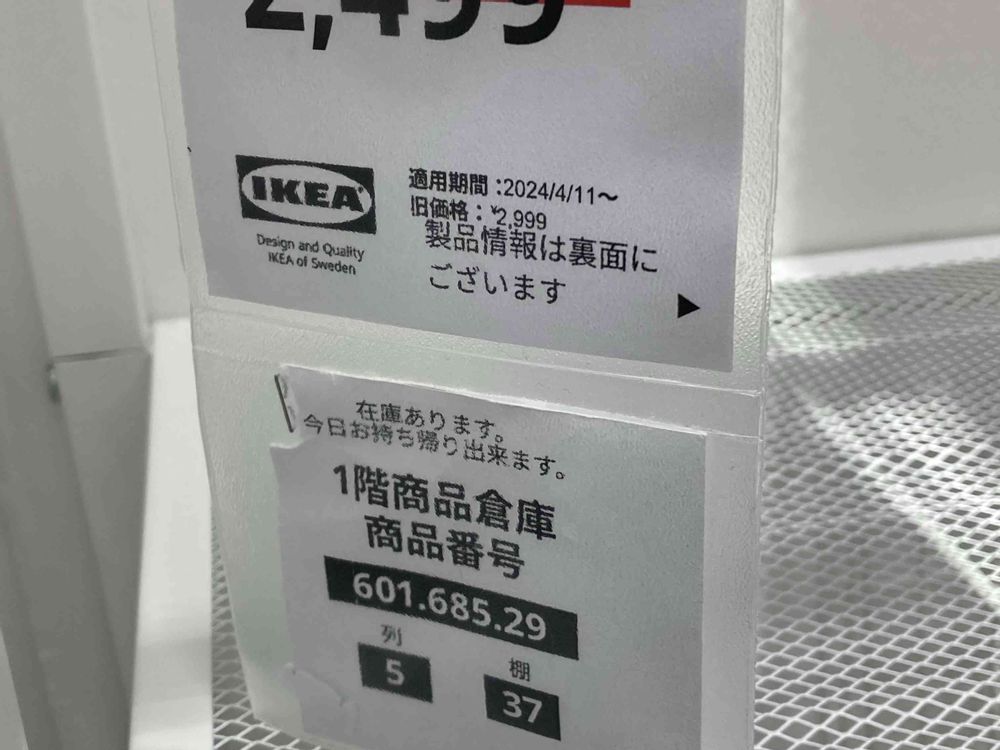 2,499
IKEA
Design and Quality
IKEA of Sweden
適用期間:2024/4/11〜
旧価格:¥2,999
製品情報は裏面に
ございます
▶
在庫あります。
今日お持ち帰り出来ます。
1階商品倉庫
商品番号
601.685.29
列
5
棚
37